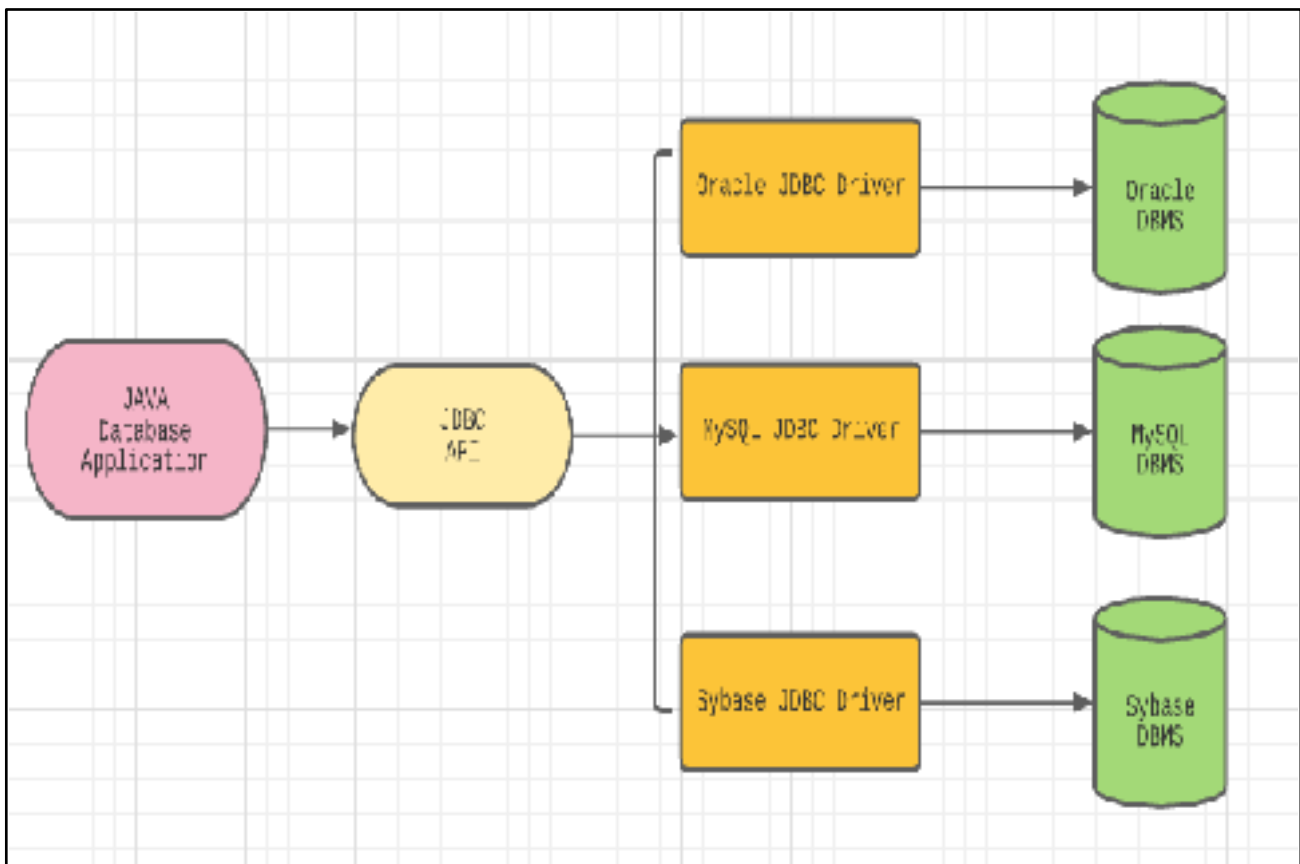 JAVA
Database
Application
JDBC
API
Oracle JDBC Driver
MySQL JDBC Driver
Sybase JDBC Driver
Oracle
DBMS
MySQL
DBMS
Sybase
DBMS